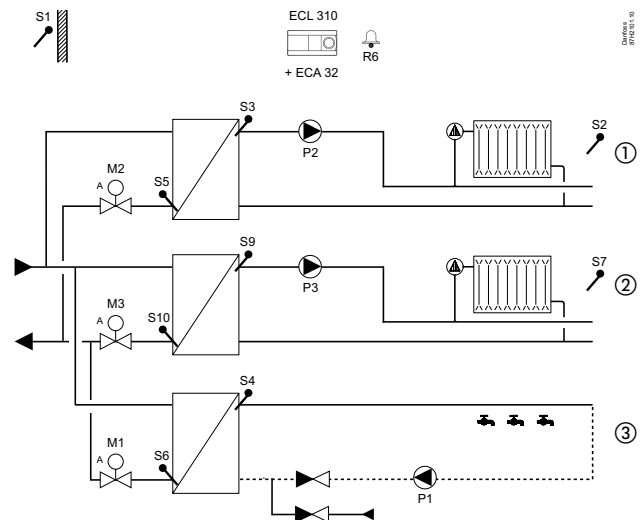 S1
ECL 310
R6
+ ECA 32
Danfoss
87H2101.10
S3
S2
P2
①
M2
A
S5
S9
S7
P3
②
M3
A
S10
S4
③
M1
A
S6
P1